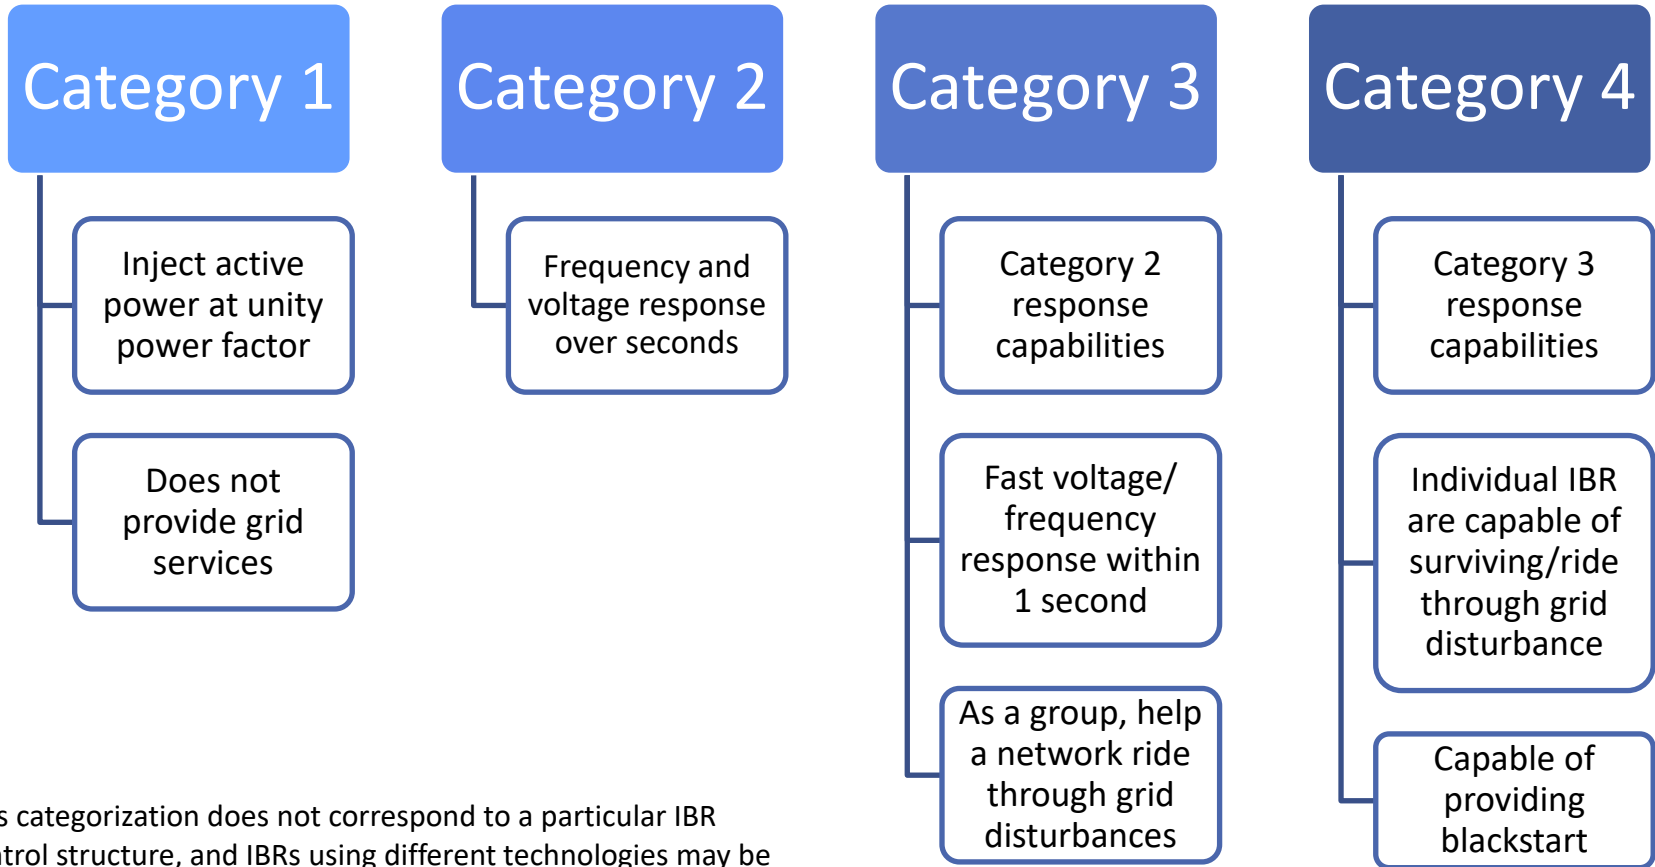 Category 1
Inject active
power at unity
power factor
Does not
provide grid
services
Category 2
Frequency and
voltage response
over seconds
Category 3
Category 2
response
capabilities
Fast voltage/
frequency
response within
1 second
As a group, help
a network ride
through grid
disturbances
Category 4
Category 3
response
capabilities
Individual IBR
are capable of
surviving/ride
through grid
disturbance
Capable of
providing
blackstart
categorization does not correspond to a particular IBR
structure, and IBRs using different technologies may be